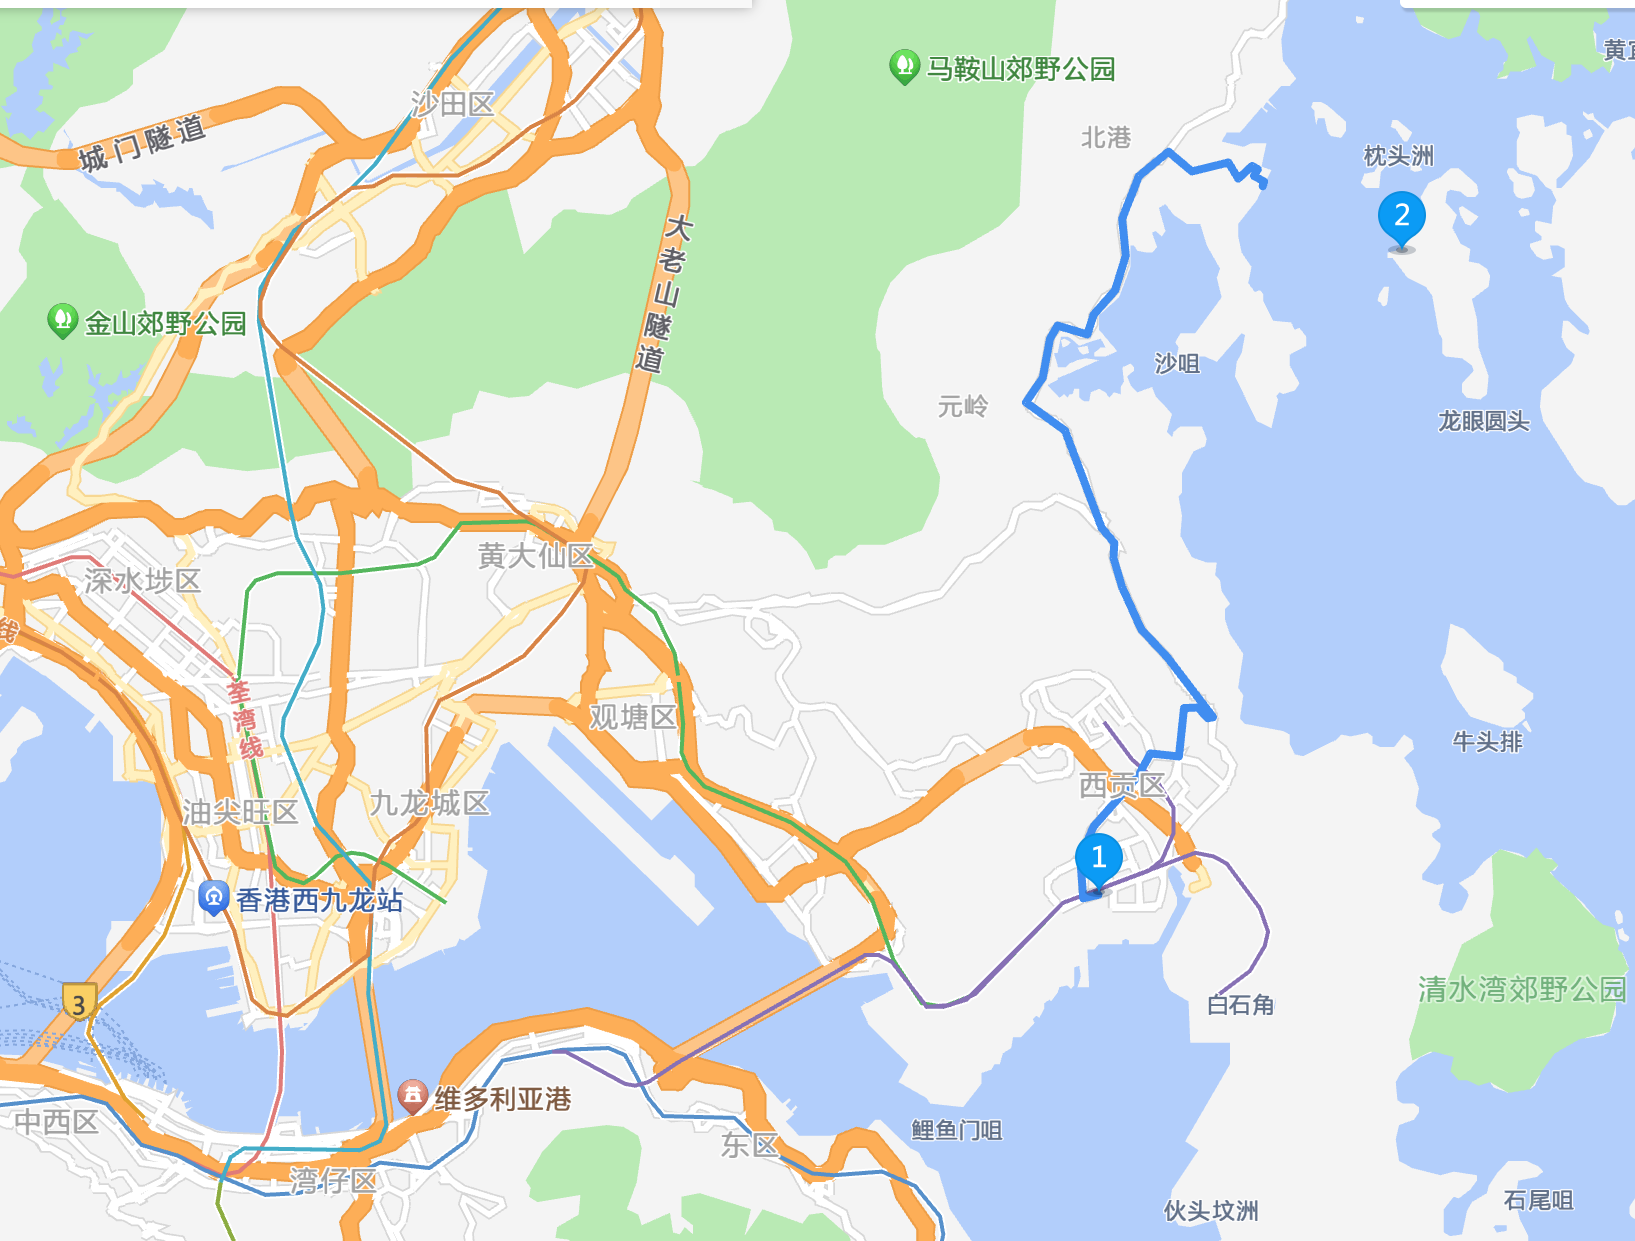 黄宜
马鞍山郊野公园
沙田区
城门隧道
北港
枕头洲
2
大老山隧道
金山郊野公园
沙咀
元岭
龙眼圆头
黄大仙区
深水埗区
线
荃湾线
观塘区
牛头排
西贡区
油尖旺区
九龙城区
1
香港西九龙站
清水湾郊野公园
3
白石角
维多利亚港
中西区
东区
鲤鱼门咀
湾仔区
石尾咀
伙头坟洲